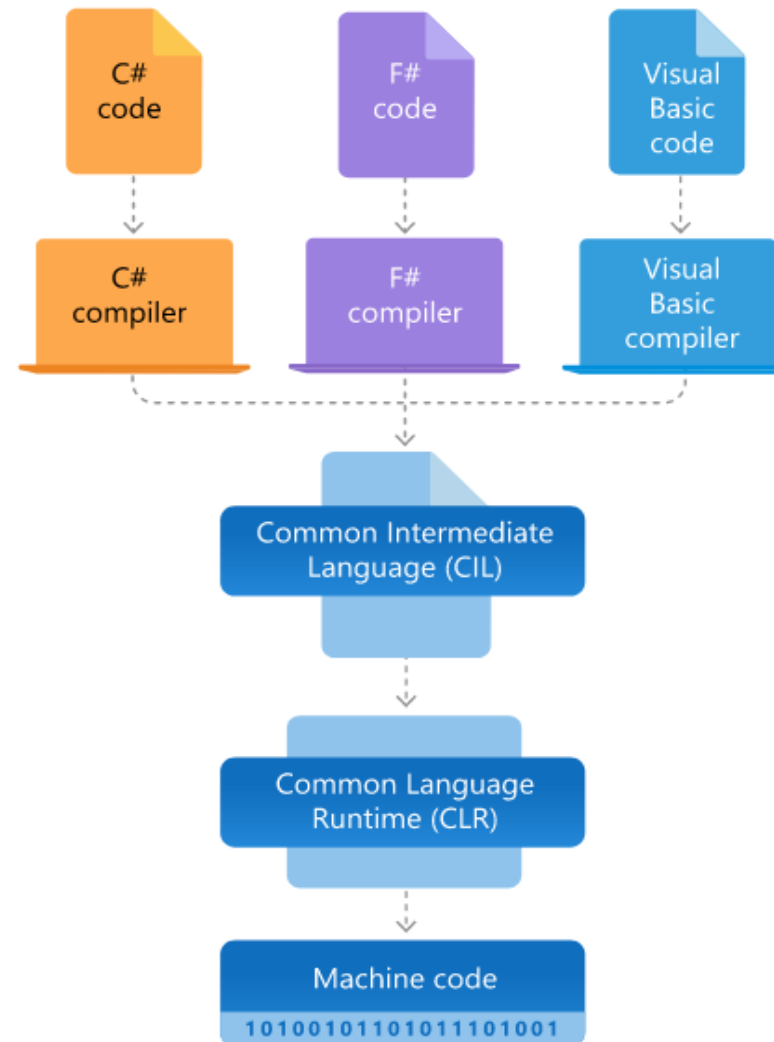 C#
code
F#
code
Visual
Basic
code
C#
compiler
F#
compiler
Visual
Basic
compiler
Common Intermediate
Language (CIL)
Common Language
Runtime (CLR)
Machine code
101001011010111101001